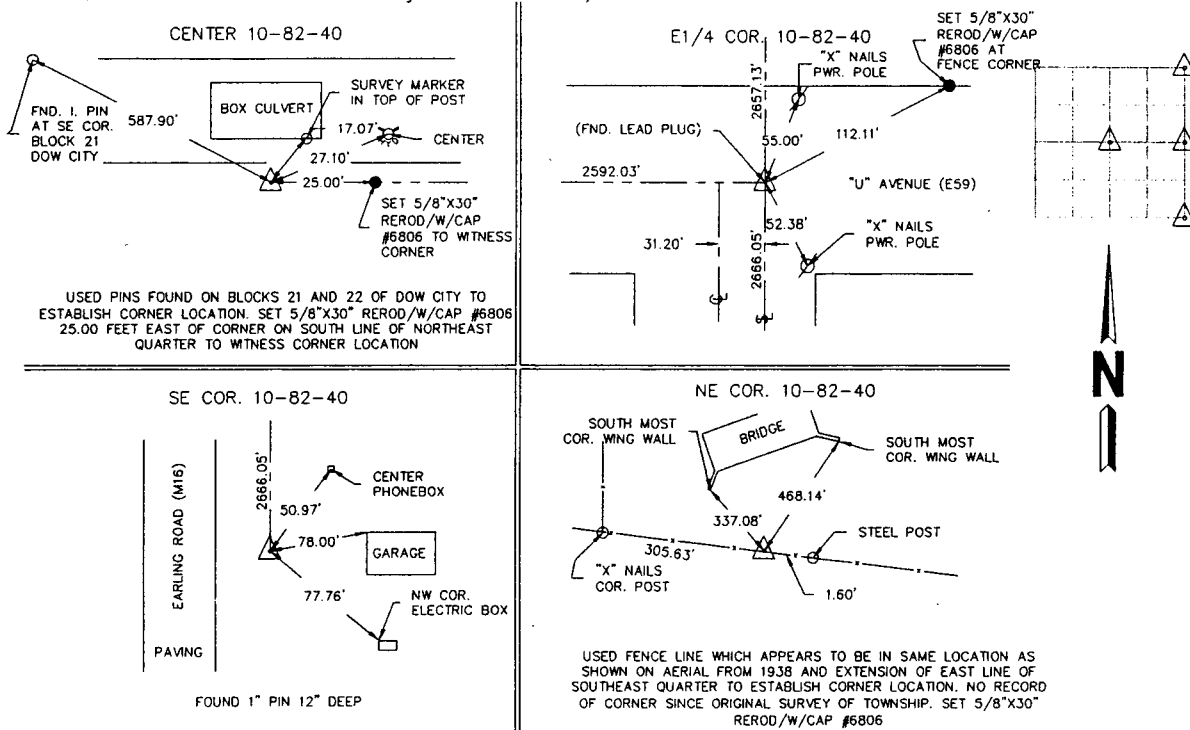 CENTER 10-82-40
FND. I. PIN
AT SE COR.
BLOCK 21
DOW CITY
587.90'
BOX CULVERT
SURVEY MARKER
IN TOP OF POST
17.07'
CENTER
27.10'
25.00'
SET 5/8"X30"
REROD/W/CAP
#6806 TO WITNESS
CORNER
USED PINS FOUND ON BLOCKS 21 AND 22 OF DOW CITY TO
ESTABLISH CORNER LOCATION. SET 5/8"X30" REROD/W/CAP #6806
25.00 FEET EAST OF CORNER ON SOUTH LINE OF NORTHEAST
QUARTER TO WITNESS CORNER LOCATION
E1/4 COR. 10-82-40
"X" NAILS
PWR. POLE
SET 5/8"X30"
REROD/W/CAP
#6806 AT
FENCE CORNER
2657.13'
(FND. LEAD PLUG)
55.00'
112.11'
2592.03'
"U" AVENUE (E59)
52.38'
31.20'
2666.05'
"X" NAILS
PWR. POLE
N
SE COR. 10-82-40
EARLING ROAD (M16)
PAVING
2666.05'
50.97'
CENTER
PHONEBOX
78.00'
GARAGE
77.76'
NW COR.
ELECTRIC BOX
FOUND 1" PIN 12" DEEP
NE COR. 10-82-40
SOUTH MOST
COR. WING WALL
BRIDGE
SOUTH MOST
COR. WING WALL
468.14'
337.08'
305.63'
STEEL POST
"X" NAILS
COR. POST
1.60'
USED FENCE LINE WHICH APPEARS TO BE IN SAME LOCATION AS
SHOWN ON AERIAL FROM 1938 AND EXTENSION OF EAST LINE OF
SOUTHEAST QUARTER TO ESTABLISH CORNER LOCATION. NO RECORD
OF CORNER SINCE ORIGINAL SURVEY OF TOWNSHIP. SET 5/8"X30"
REROD/W/CAP #6806